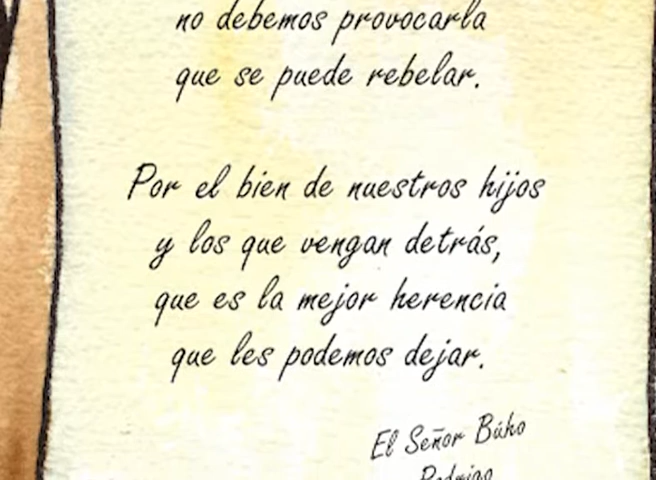 no debemos provocarla
que se puede rebelar.
Por el bien de nuestros hijos
y los que vengan detrás,
que es la mejor herencia
que les podemos dejar.
El Señor Búho
Rodrigo